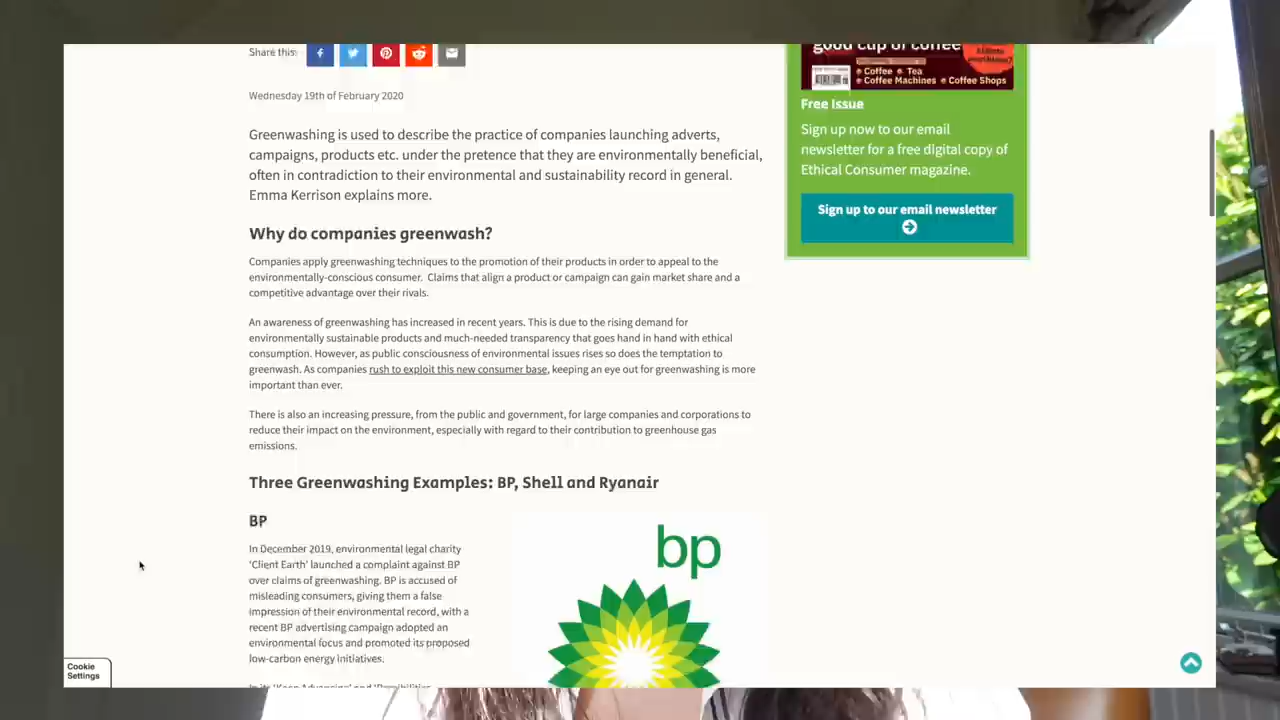 Share this:
Wednesday 19th of February 2020
Greenwashing is used to describe the practice of companies launching adverts,
campaigns, products etc. under the pretence that they are environmentally beneficial,
often in contradiction to their environmental and sustainability record in general.
Emma Kerrison explains more.
Why do companies greenwash?
Companies apply greenwashing techniques to the promotion of their products in order to appeal to the
environmentally-conscious consumer. Claims that align a product or campaign can gain market share and a
competitive advantage over their rivals.
An awareness of greenwashing has increased in recent years. This is due to the rising demand for
environmentally sustainable products and much-needed transparency that goes hand in hand with ethical
consumption. However, as public consciousness of environmental issues rises so does the temptation to
greenwash. As companies rush to exploit this new consumer base, keeping an eye out for greenwashing is more
important than ever.
There is also an increasing pressure, from the public and government, for large companies and corporations to
reduce their impact on the environment, especially with regard to their contribution to greenhouse gas
emissions.
Three Greenwashing Examples: BP, Shell and Ryanair
BP
In December 2019, environmental legal charity
'Client Earth' launched a complaint against BP
over claims of greenwashing. BP is accused of
misleading consumers, giving them a false
impression of their environmental record, with a
recent BP advertising campaign adopted an
environmental focus and promoted its proposed
low-carbon energy initiatives.
bp
good cup of coffee
Coffee Tea
Coffee Machines Coffee Shops
Free Issue
Sign up now to our email
newsletter for a free digital copy of
Ethical Consumer magazine.
Sign up to our email newsletter
Cookie
Settings